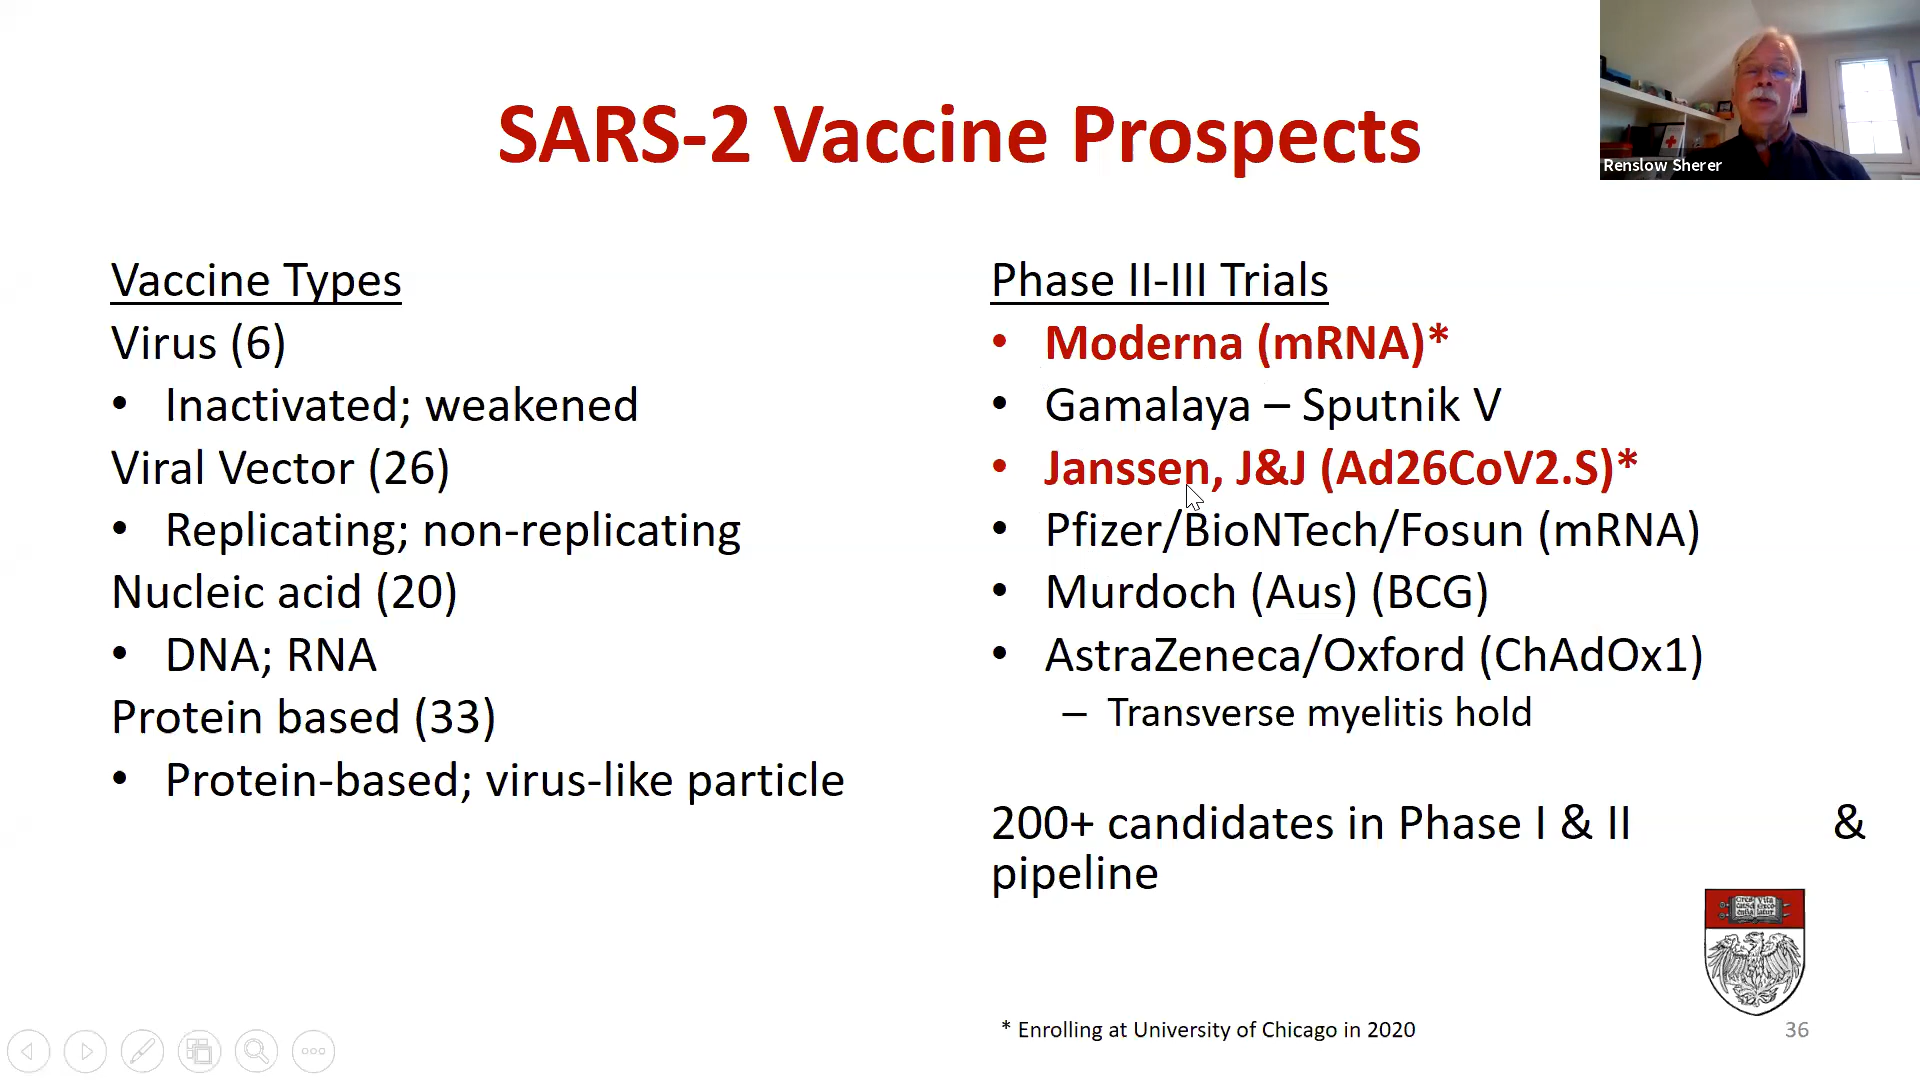 SARS-2 Vaccine Prospects
Renslow Sherer
Vaccine Types
Virus (6)
• Inactivated; weakened
Viral Vector (26)
• Replicating; non-replicating
Nucleic acid (20)
• DNA; RNA
Protein based (33)
• Protein-based; virus-like particle
Phase II-III Trials
• Moderna (mRNA)*
• Gamalaya – Sputnik V
• Janssen, J&J (Ad26CoV2.S)*
• Pfizer/BioNTech/Fosun (mRNA)
• Murdoch (Aus) (BCG)
• AstraZeneca/Oxford (ChAdOx1)
– Transverse myelitis hold
200+ candidates in Phase I & II &
pipeline
* Enrolling at University of Chicago in 2020
36